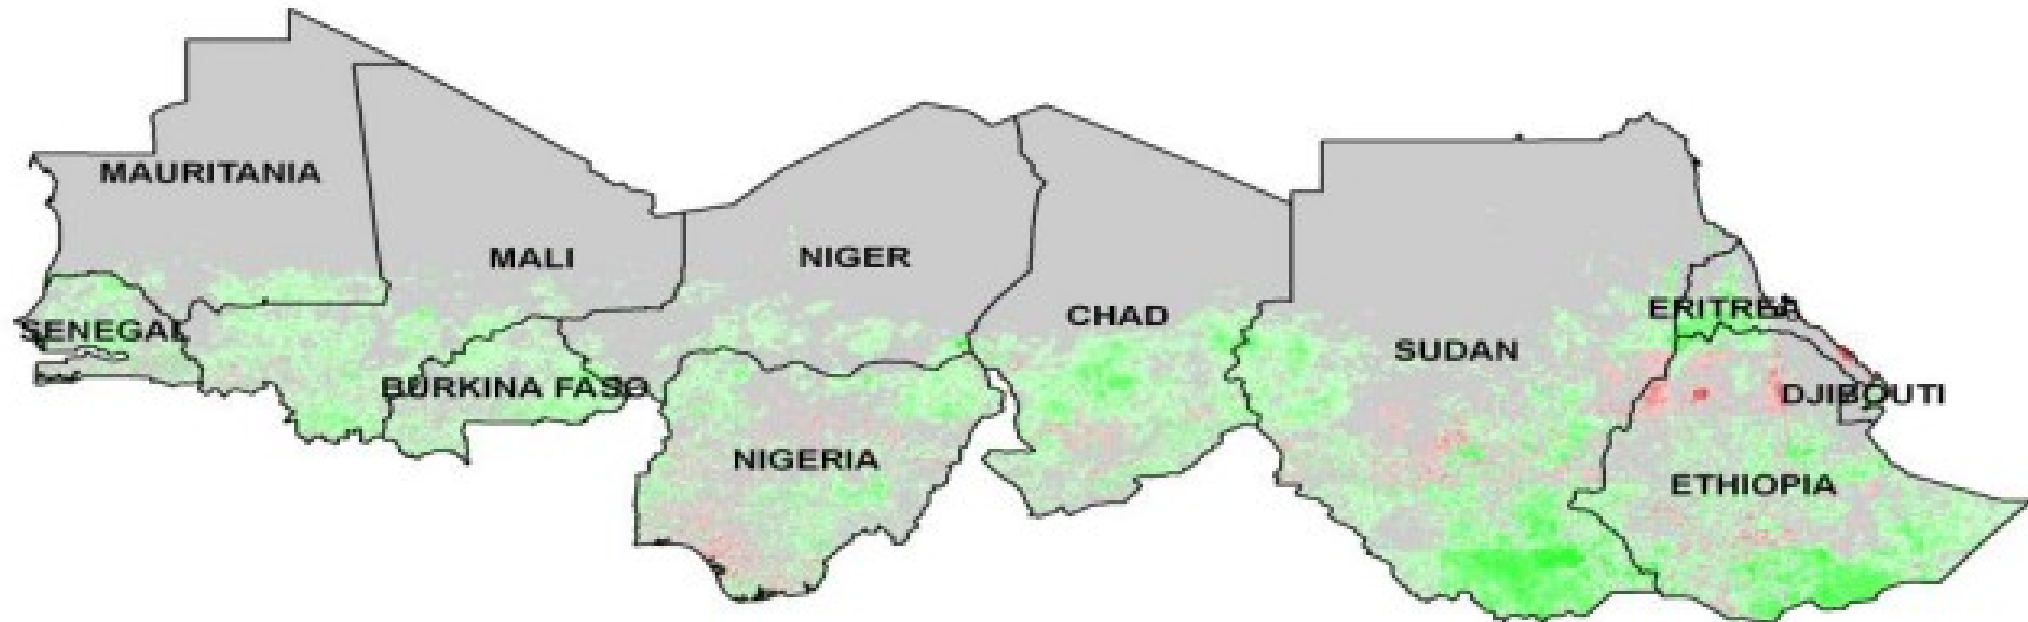 MAURITANIA
MALI
NIGER
CHAD
SENEGAL
BURKINA FASO
NIGERIA
SUDAN
ERITREA
DJIBOUTI
ETHIOPIA